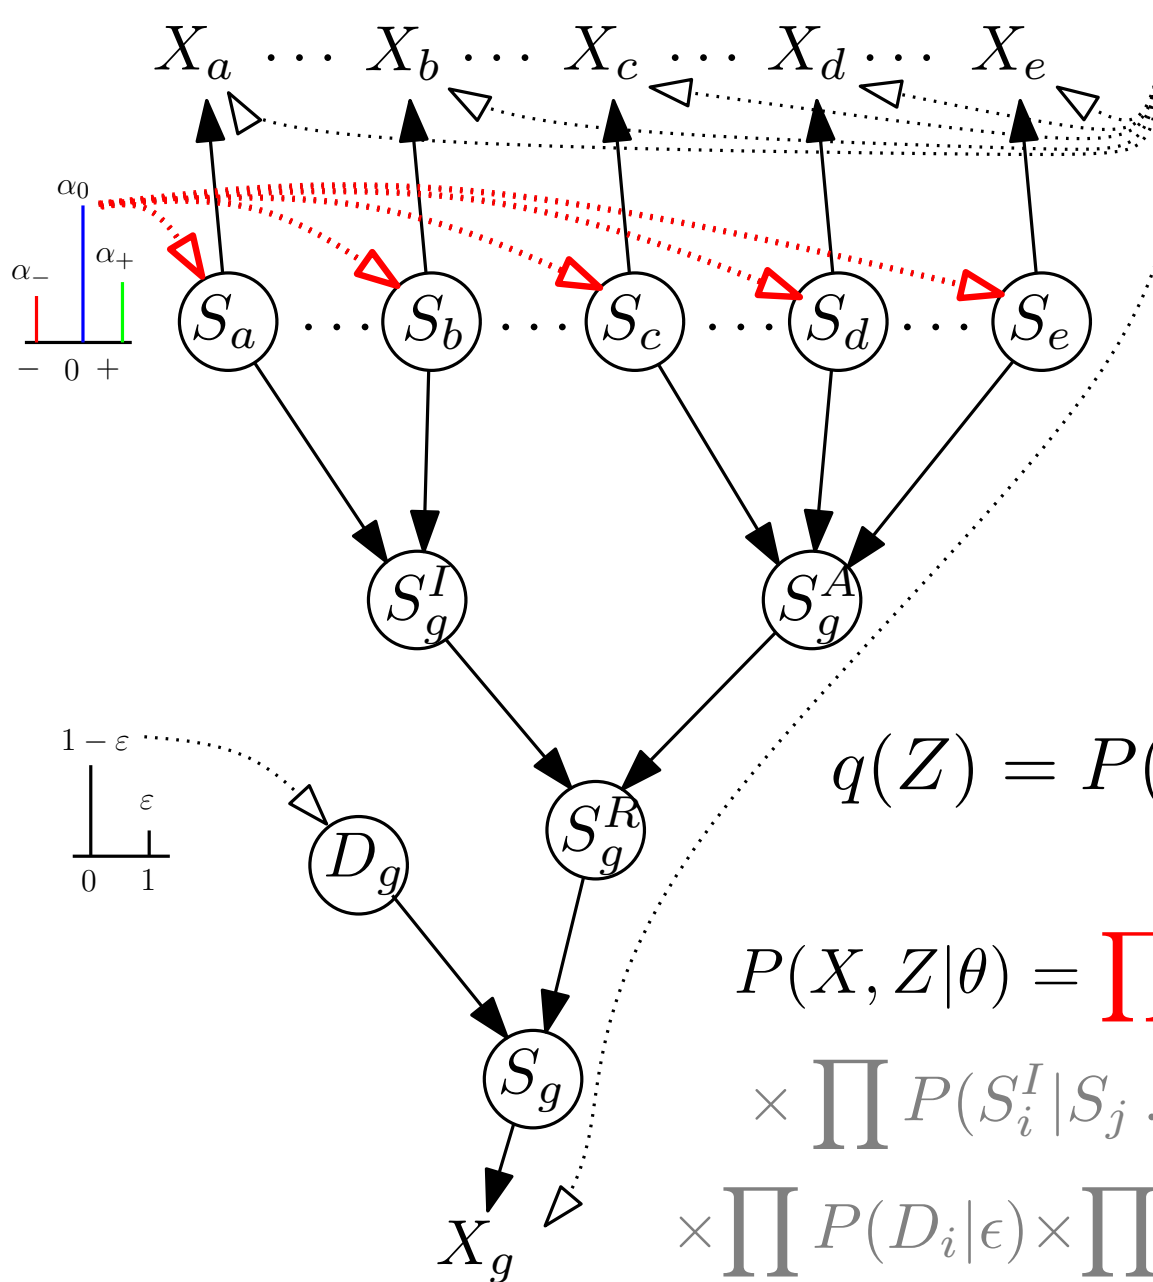 X_a ··· X_b ··· X_c ··· X_d ··· X_e
α_0
α_+
α_−
S_a ··· S_b ··· S_c ··· S_d ··· S_e
− 0 +
S_g^I S_g^A
1 − ε
ε
q(Z) = P(
S_g^R
D_g
0 1
P(X, Z|θ) = ∏
S_g
× ∏ P(S_i^I|S_j .
× ∏ P(D_i|ϵ) × ∏
X_g